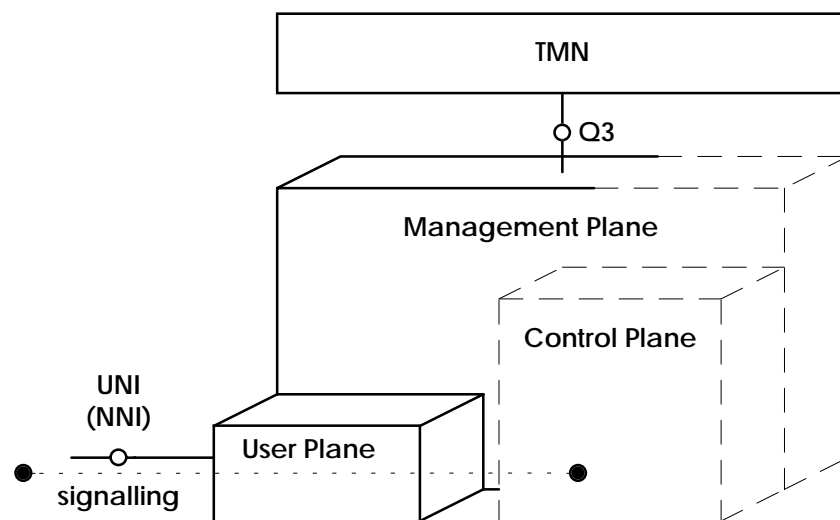 TMN
Q3
Management Plane
Control Plane
UNI
(NNI)
User Plane
signalling